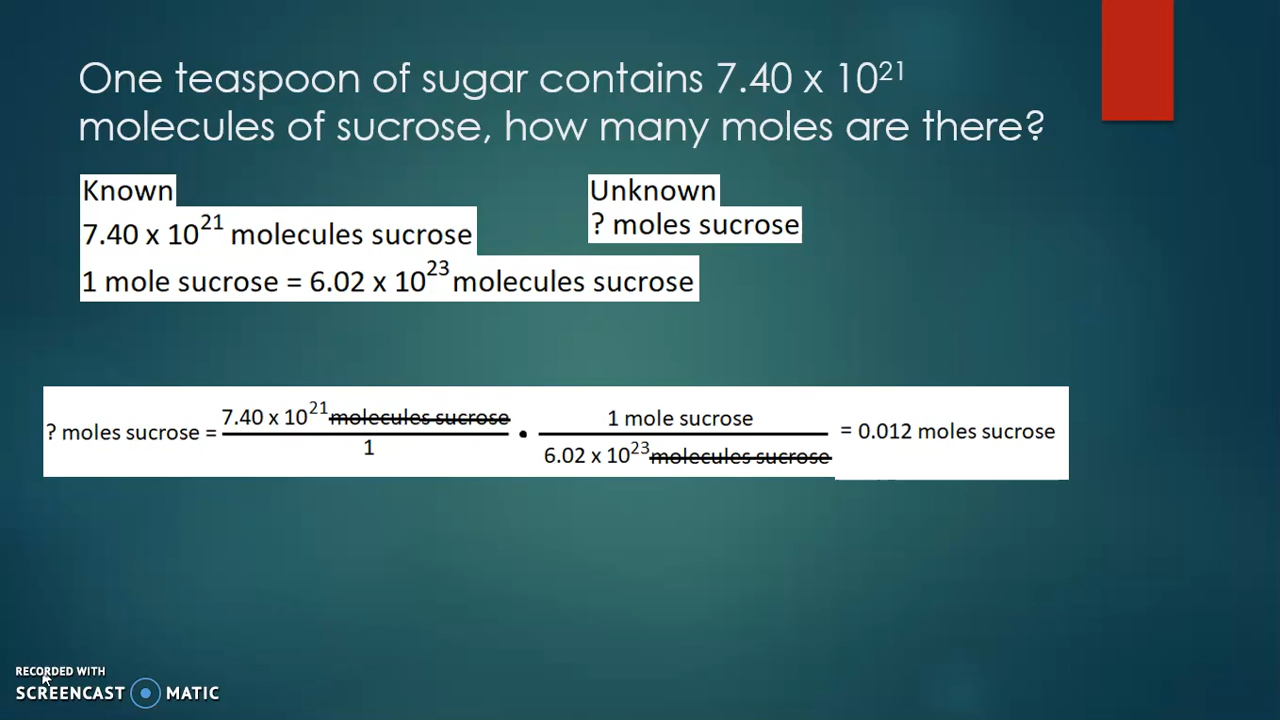 One teaspoon of sugar contains 7.40 x 10²¹
molecules of sucrose, how many moles are there?
Known
7.40 x 10²¹ molecules sucrose
1 mole sucrose = 6.02 x 10²³ molecules sucrose
Unknown
? moles sucrose
? moles sucrose = 7.40 x 10²¹ molecules sucrose / 1 • 1 mole sucrose / 6.02 x 10²³ molecules sucrose = 0.012 moles sucrose
RECORDED WITH
SCREENCAST MATIC